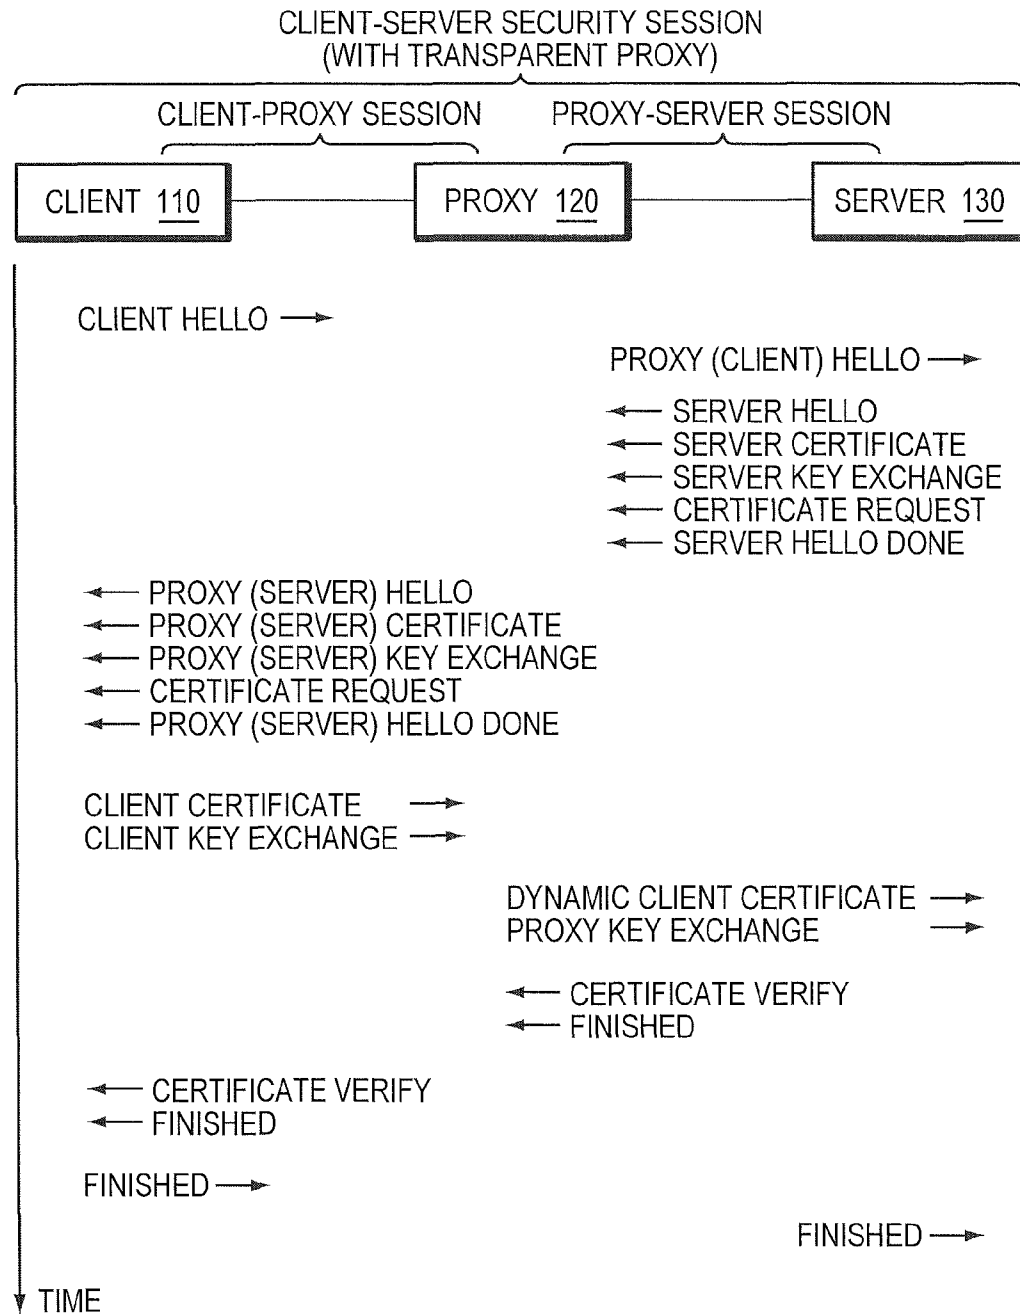 CLIENT-SERVER SECURITY SESSION
(WITH TRANSPARENT PROXY)
CLIENT-PROXY SESSION
PROXY-SERVER SESSION
CLIENT 110
PROXY 120
SERVER 130
CLIENT HELLO
PROXY (CLIENT) HELLO
SERVER HELLO
SERVER CERTIFICATE
SERVER KEY EXCHANGE
CERTIFICATE REQUEST
SERVER HELLO DONE
PROXY (SERVER) HELLO
PROXY (SERVER) CERTIFICATE
PROXY (SERVER) KEY EXCHANGE
CERTIFICATE REQUEST
PROXY (SERVER) HELLO DONE
CLIENT CERTIFICATE
CLIENT KEY EXCHANGE
DYNAMIC CLIENT CERTIFICATE
PROXY KEY EXCHANGE
CERTIFICATE VERIFY
FINISHED
CERTIFICATE VERIFY
FINISHED
FINISHED
FINISHED
TIME